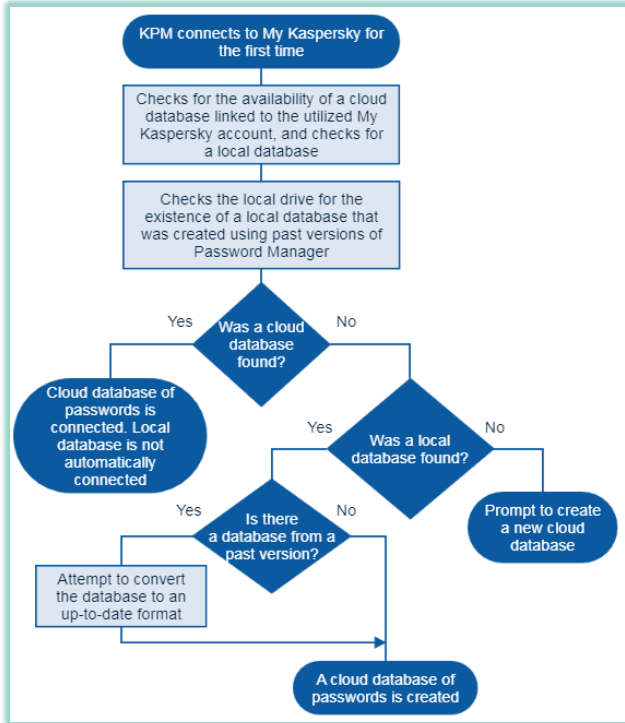 KPM connects to My Kaspersky for
the first time
Checks for the availability of a cloud
database linked to the utilized My
Kaspersky account, and checks for
a local database
Checks the local drive for the
existence of a local database that
was created using past versions of
Password Manager
Yes
No
Was a cloud
database
found?
Cloud database of
passwords is
connected. Local
database is not
automatically
connected
Yes
No
Was a local
database found?
Prompt to create
a new cloud
database
Yes
No
Is there
a database from a
past version?
Attempt to convert
the database to an
up-to-date format
A cloud database of
passwords is created